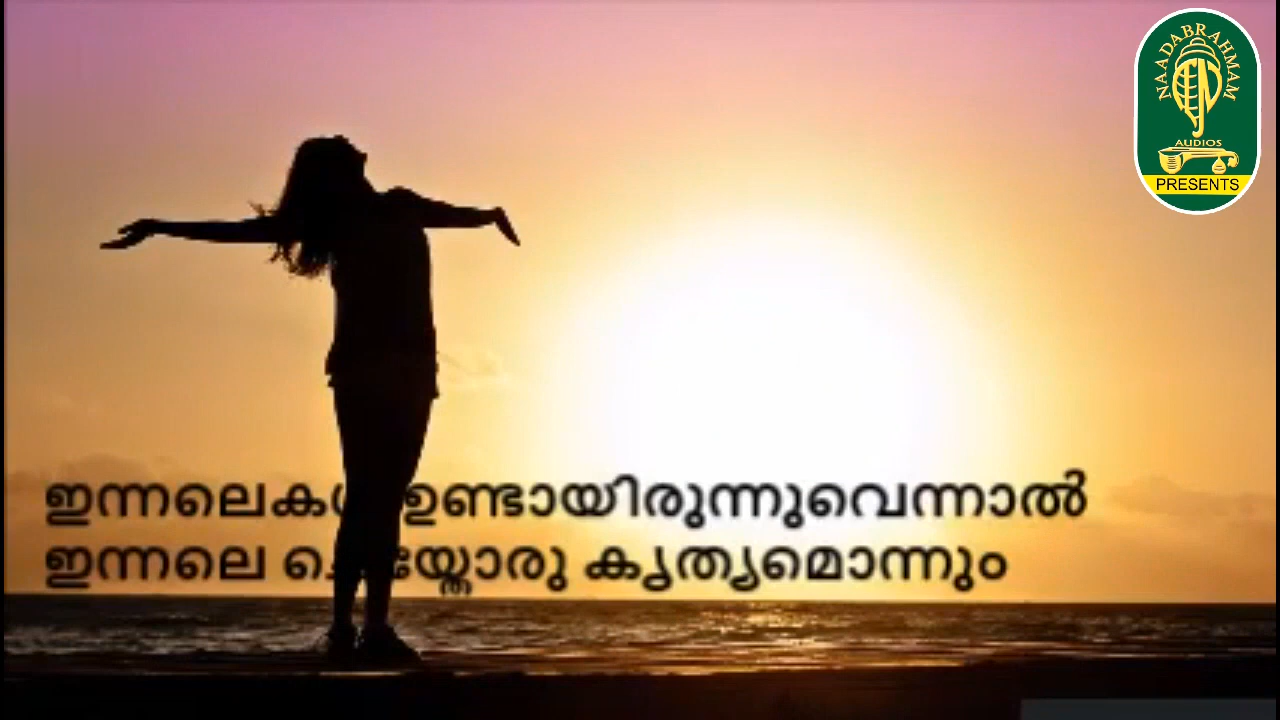 NAADABRAHMAM
AUDIOS
PRESENTS
ഉണ്ടായിരുന്നുവെന്നാൽ
ഇന്നലെ കൃത്യമൊന്നും